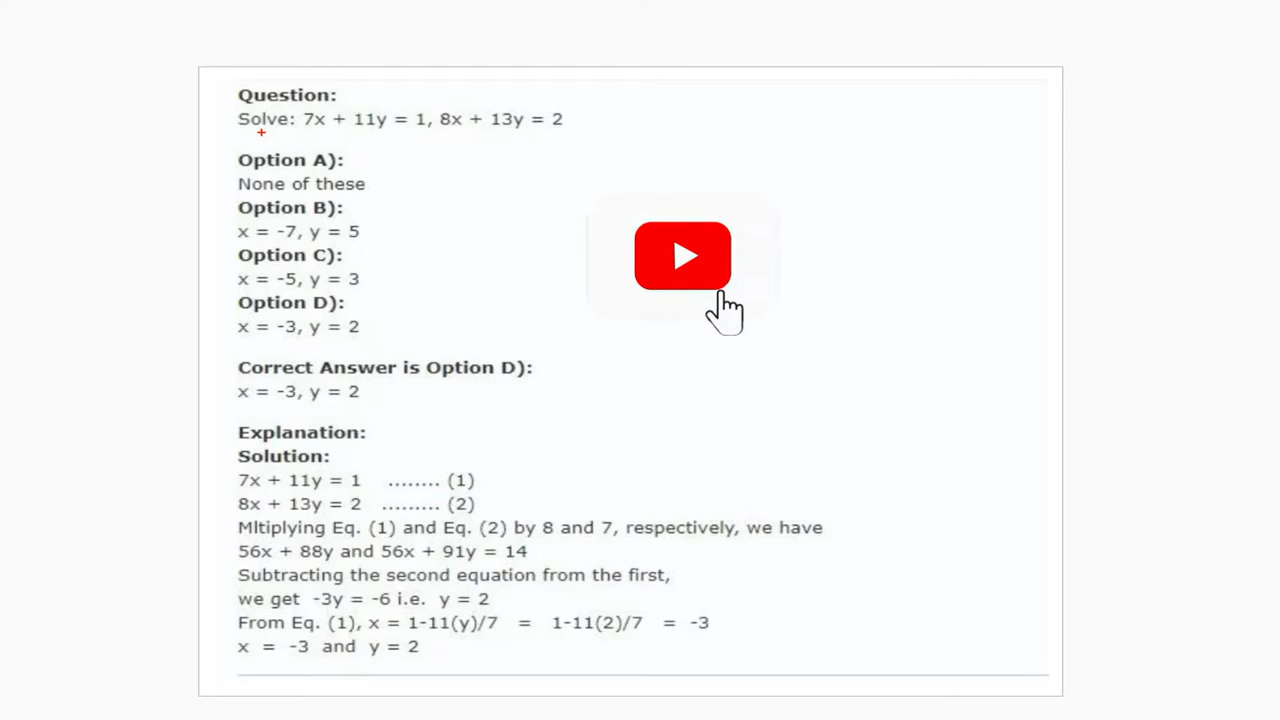 Question:
Solve: 7x + 11y = 1, 8x + 13y = 2
Option A):
None of these
Option B):
x = -7, y = 5
Option C):
x = -5, y = 3
Option D):
x = -3, y = 2
Correct Answer is Option D):
x = -3, y = 2
Explanation:
Solution:
7x + 11y = 1 ........ (1)
8x + 13y = 2 ......... (2)
Mltiplying Eq. (1) and Eq. (2) by 8 and 7, respectively, we have
56x + 88y and 56x + 91y = 14
Subtracting the second equation from the first,
we get -3y = -6 i.e. y = 2
From Eq. (1), x = 1-11(y)/7 = 1-11(2)/7 = -3
x = -3 and y = 2